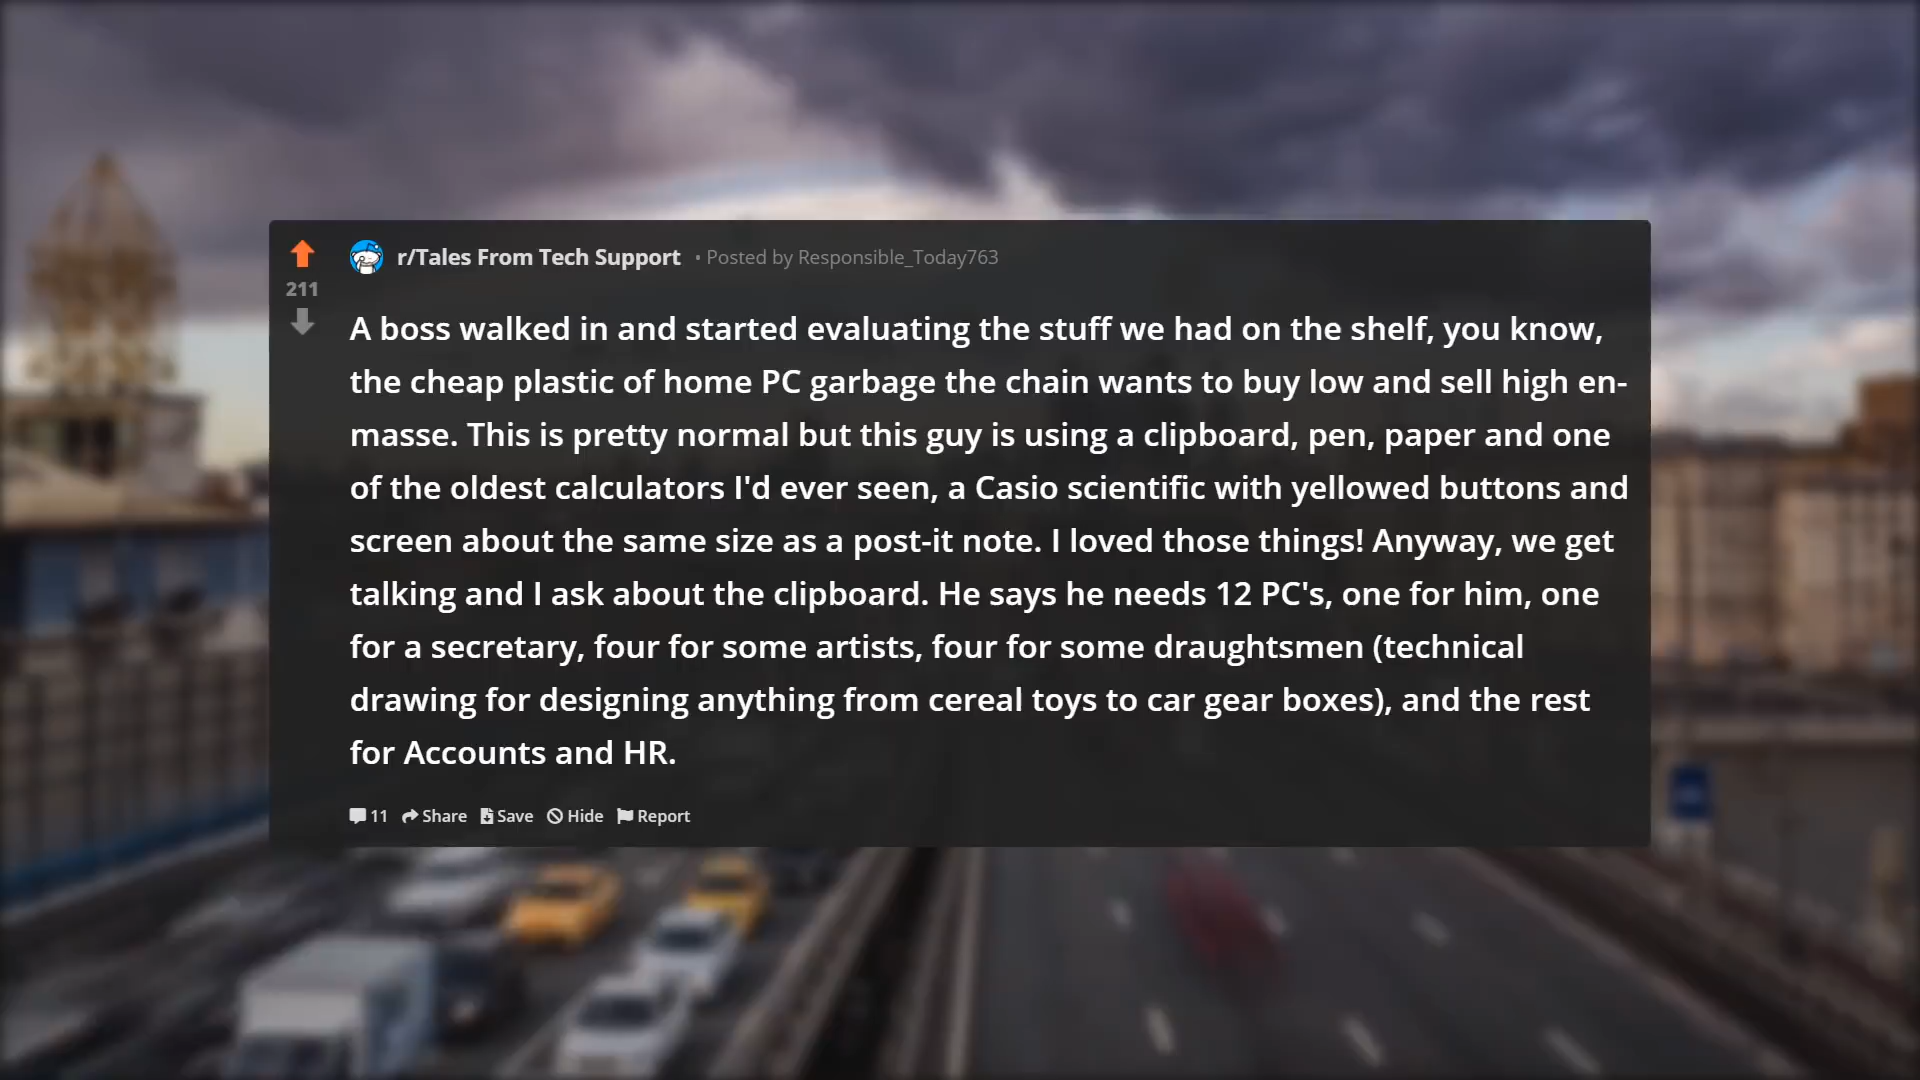 r/Tales From Tech Support • Posted by Responsible_Today763
211
A boss walked in and started evaluating the stuff we had on the shelf, you know,
the cheap plastic of home PC garbage the chain wants to buy low and sell high en-
masse. This is pretty normal but this guy is using a clipboard, pen, paper and one
of the oldest calculators I'd ever seen, a Casio scientific with yellowed buttons and
screen about the same size as a post-it note. I loved those things! Anyway, we get
talking and I ask about the clipboard. He says he needs 12 PC's, one for him, one
for a secretary, four for some artists, four for some draughtsmen (technical
drawing for designing anything from cereal toys to car gear boxes), and the rest
for Accounts and HR.
11 Share Save Hide Report